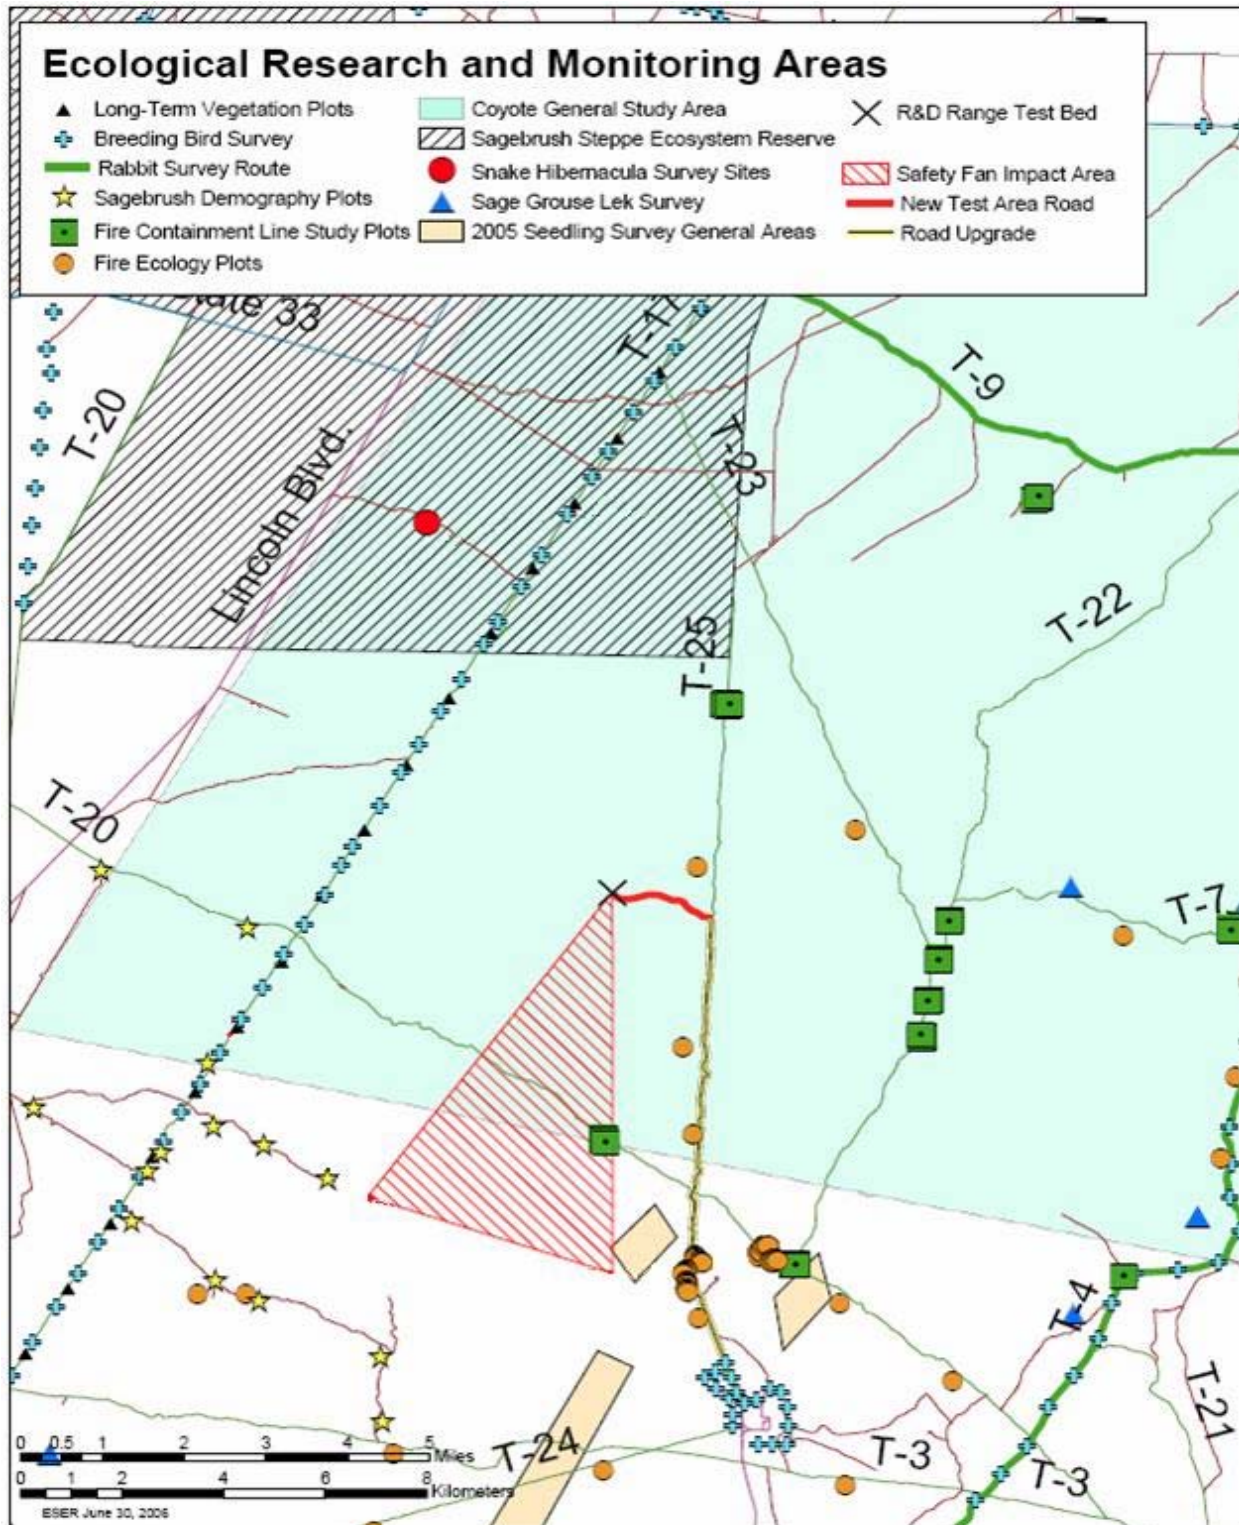 Ecological Research and Monitoring Areas
Long-Term Vegetation Plots
Breeding Bird Survey
Rabbit Survey Route
Sagebrush Demography Plots
Fire Containment Line Study Plots
Fire Ecology Plots
Coyote General Study Area
Sagebrush Steppe Ecosystem Reserve
Snake Hibernacula Survey Sites
Sage Grouse Lek Survey
2005 Seedling Survey General Areas
R&D Range Test Bed
Safety Fan Impact Area
New Test Area Road
Road Upgrade
33
T-17
T-9
T-20
T-23
Lincoln Blvd.
T-22
T-25
T-20
T-7
T-4
T-21
T-24
T-3
T-3
0 0.5 1 2 3 4 5
Miles
0 1 2 4 6 8
Kilometers
ESER June 30, 2006